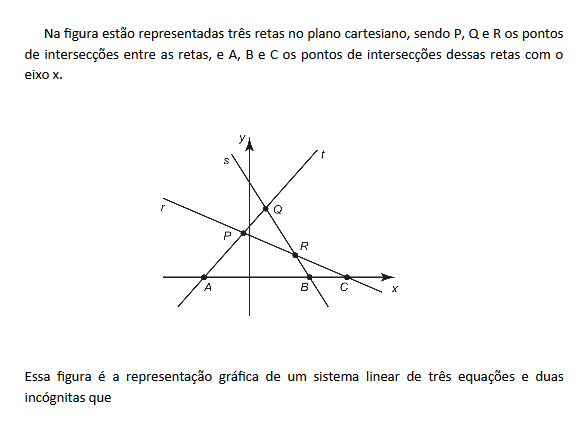 Na figura estão representadas três retas no plano cartesiano, sendo P, Q e R os pontos
de intersecções entre as retas, e A, B e C os pontos de intersecções dessas retas com o
eixo x.
y
s
t
r
Q
P
R
A
B
C
x
Essa figura é a representação gráfica de um sistema linear de três equações e duas
incógnitas que